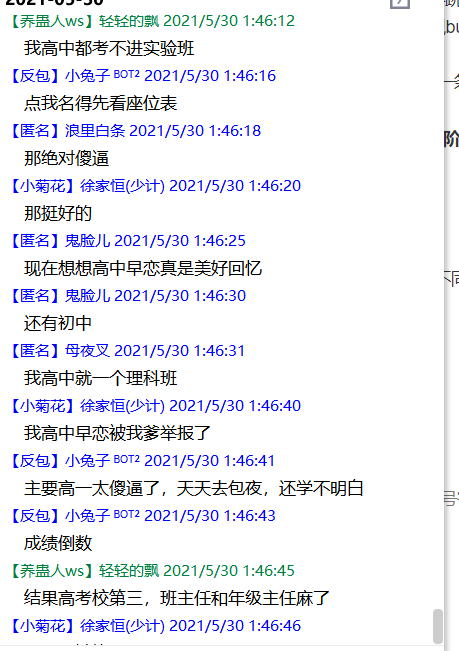 2021-05-30
【养蛊人ws】轻轻的飘 2021/5/30 1:46:12
我高中都考不进实验班
【反包】小兔子 BOT2 2021/5/30 1:46:16
点我名得先看座位表
【匿名】浪里白条 2021/5/30 1:46:18
那绝对傻逼
【小菊花】徐家恒(少计) 2021/5/30 1:46:20
那挺好的
【匿名】鬼脸儿 2021/5/30 1:46:25
现在想想高中早恋真是美好回忆
【匿名】鬼脸儿 2021/5/30 1:46:30
还有初中
【匿名】母夜叉 2021/5/30 1:46:31
我高中就一个理科班
【小菊花】徐家恒(少计) 2021/5/30 1:46:40
我高中早恋被我爹举报了
【反包】小兔子 BOT2 2021/5/30 1:46:41
主要高一太傻逼了，天天去包夜，还学不明白
【反包】小兔子 BOT2 2021/5/30 1:46:43
成绩倒数
【养蛊人ws】轻轻的飘 2021/5/30 1:46:45
结果高考校第三，班主任和年级主任麻了
【小菊花】徐家恒(少计) 2021/5/30 1:46:46